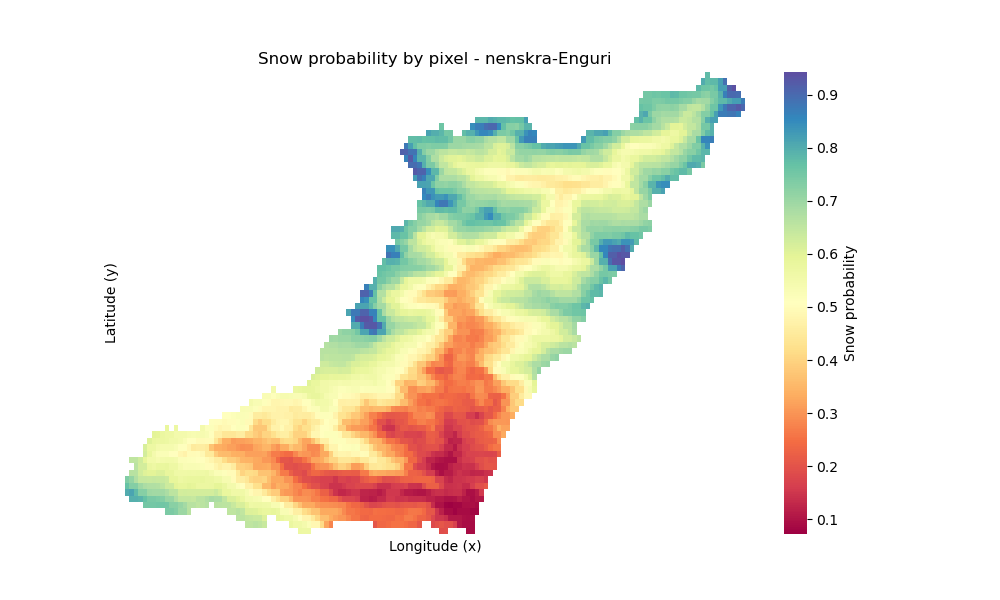 Snow probability by pixel - nenskra-Enguri
Latitude (y)
Longitude (x)
0.9
0.8
0.7
0.6
0.5
0.4
0.3
0.2
0.1
Snow probability